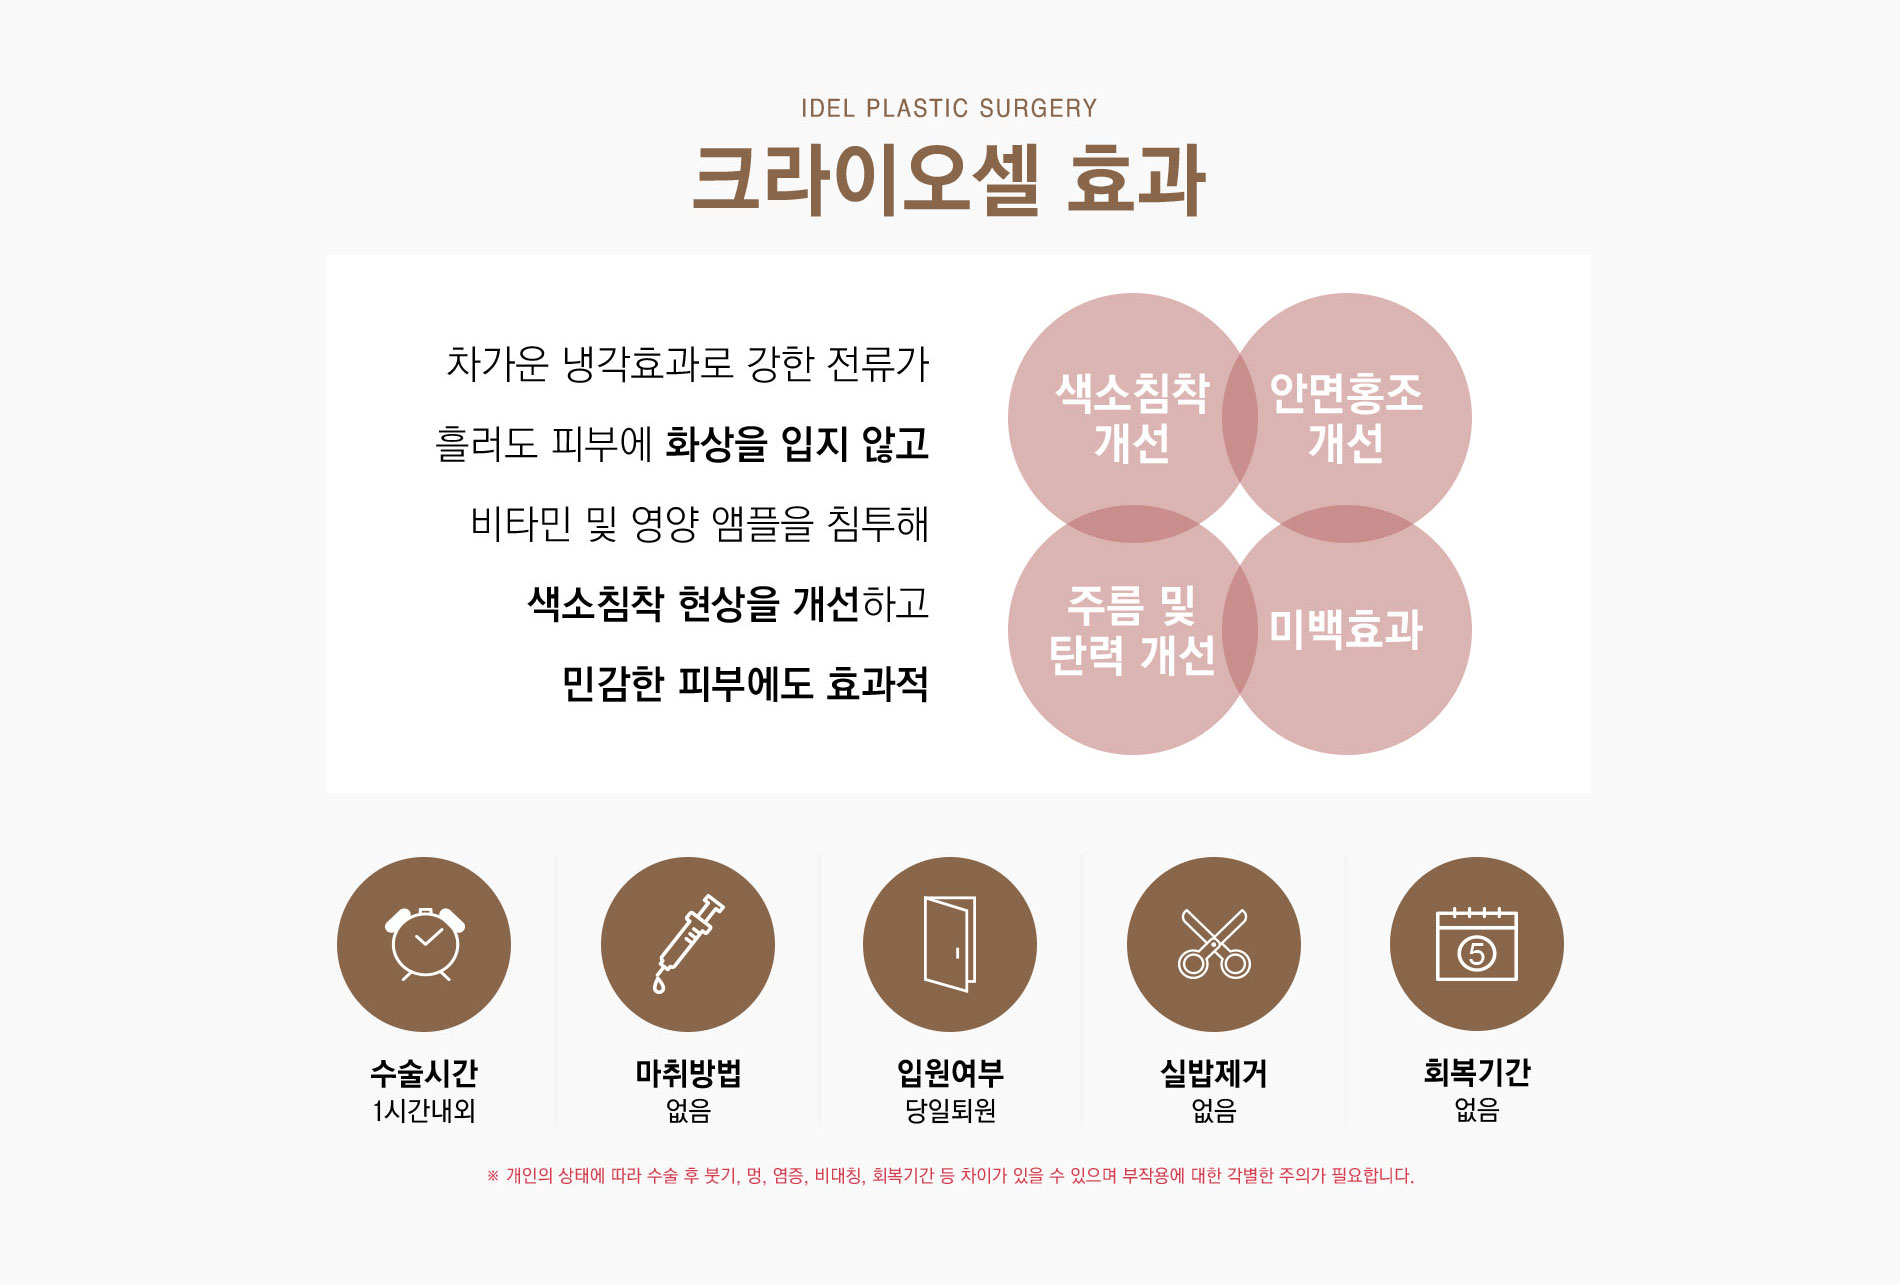 IDEL PLASTIC SURGERY
크라이오셀 효과
차가운 냉각효과로 강한 전류가
흘러도 피부에 화상을 입지 않고
비타민 및 영양 앰플을 침투해
색소침착 현상을 개선하고
민감한 피부에도 효과적
색소침착
개선
안면홍조
개선
주름 및
탄력 개선
미백효과
수술시간
1시간내외
마취방법
없음
입원여부
당일퇴원
실밥제거
없음
5
회복기간
없음
※ 개인의 상태에 따라 수술 후 붓기, 멍, 염증, 비대칭, 회복기간 등 차이가 있을 수 있으며 부작용에 대한 각별한 주의가 필요합니다.